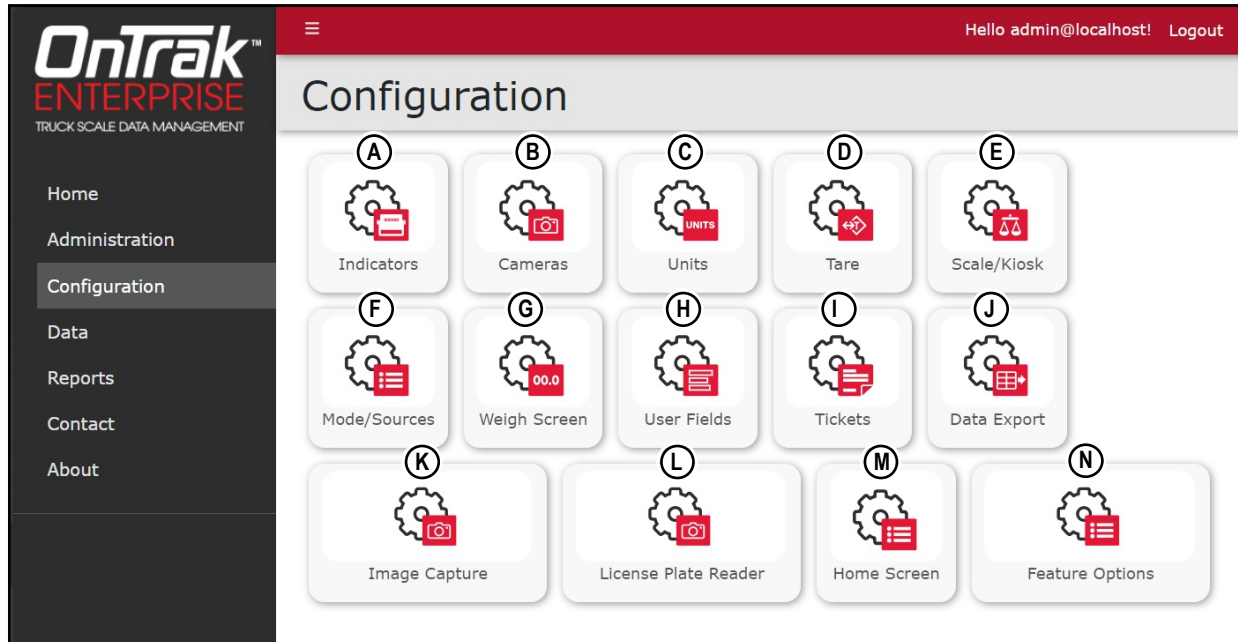 OnTrak™
ENTERPRISE
TRUCK SCALE DATA MANAGEMENT
Home
Administration
Configuration
Data
Reports
Contact
About
Hello admin@localhost! Logout
Configuration
A B C D E
UNITS
Indicators Cameras Units Tare Scale/Kiosk
F G H I J
00.0
Mode/Sources Weigh Screen User Fields Tickets Data Export
K L M N
Image Capture License Plate Reader Home Screen Feature Options